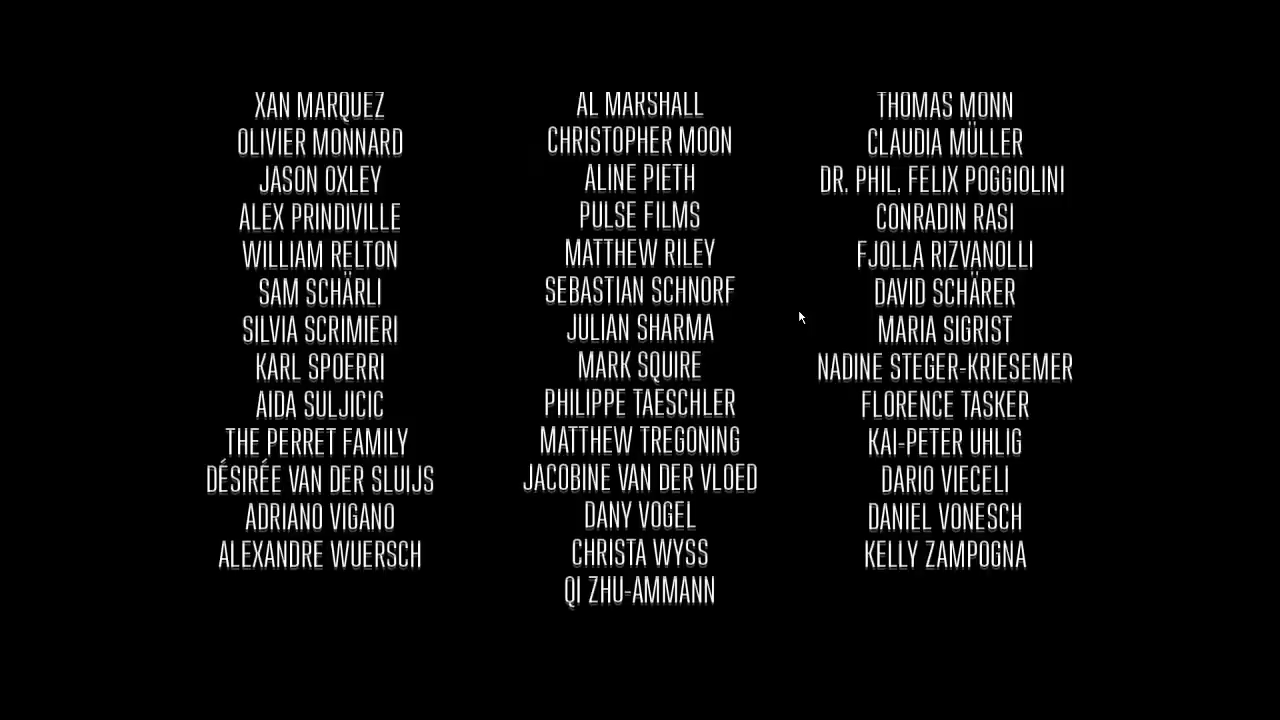 XAN MARQUEZ
OLIVIER MONNARD
JASON OXLEY
ALEX PRINDIVILLE
WILLIAM RELTON
SAM SCHÄRLI
SILVIA SCRIMIERI
KARL SPOERRI
AIDA SULJICIC
THE PERRET FAMILY
DÉSIRÉE VAN DER SLUIJS
ADRIANO VIGANO
ALEXANDRE WUERSCH
AL MARSHALL
CHRISTOPHER MOON
ALINE PIETH
PULSE FILMS
MATTHEW RILEY
SEBASTIAN SCHNORF
JULIAN SHARMA
MARK SQUIRE
PHILIPPE TAESCHLER
MATTHEW TREGONING
JACOBINE VAN DER VLOED
DANY VOGEL
CHRISTA WYSS
QI ZHU-AMMANN
THOMAS MONN
CLAUDIA MÜLLER
DR. PHIL. FELIX POGGIOLINI
CONRADIN RASI
FJOLLA RIZVANOLLI
DAVID SCHÄRER
MARIA SIGRIST
NADINE STEGER-KRIESEMER
FLORENCE TASKER
KAI-PETER UHLIG
DARIO VIECELI
DANIEL VONESCH
KELLY ZAMPOGNA